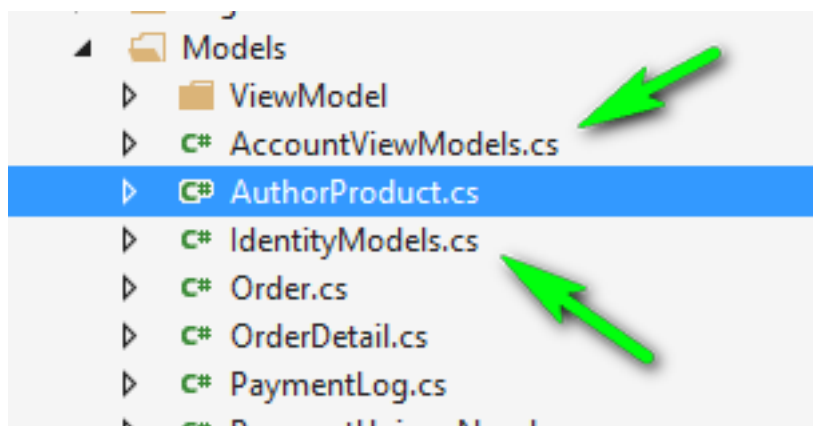 Models
ViewModel
C# AccountViewModels.cs
C# AuthorProduct.cs
C# IdentityModels.cs
C# Order.cs
C# OrderDetail.cs
C# PaymentLog.cs